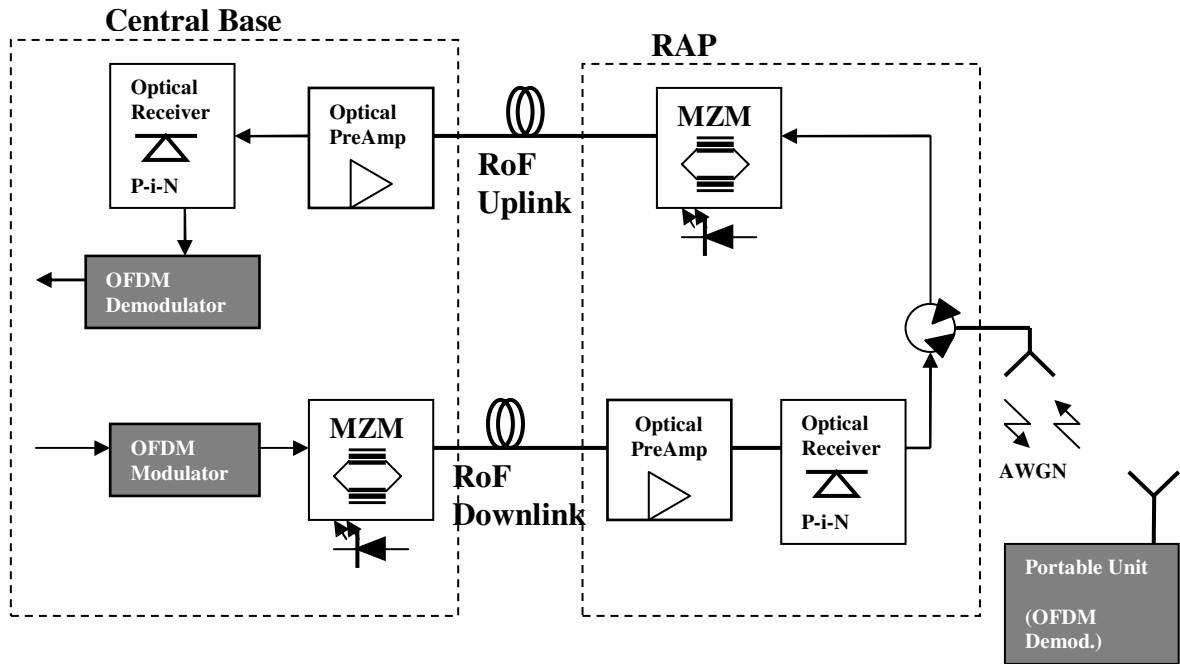 Central Base
RAP
Optical
Receiver
P-i-N
Optical
PreAmp
RoF
Uplink
MZM
OFDM
Demodulator
OFDM
Modulator
MZM
RoF
Downlink
Optical
PreAmp
Optical
Receiver
P-i-N
AWGN
Portable Unit
(OFDM
Demod.)